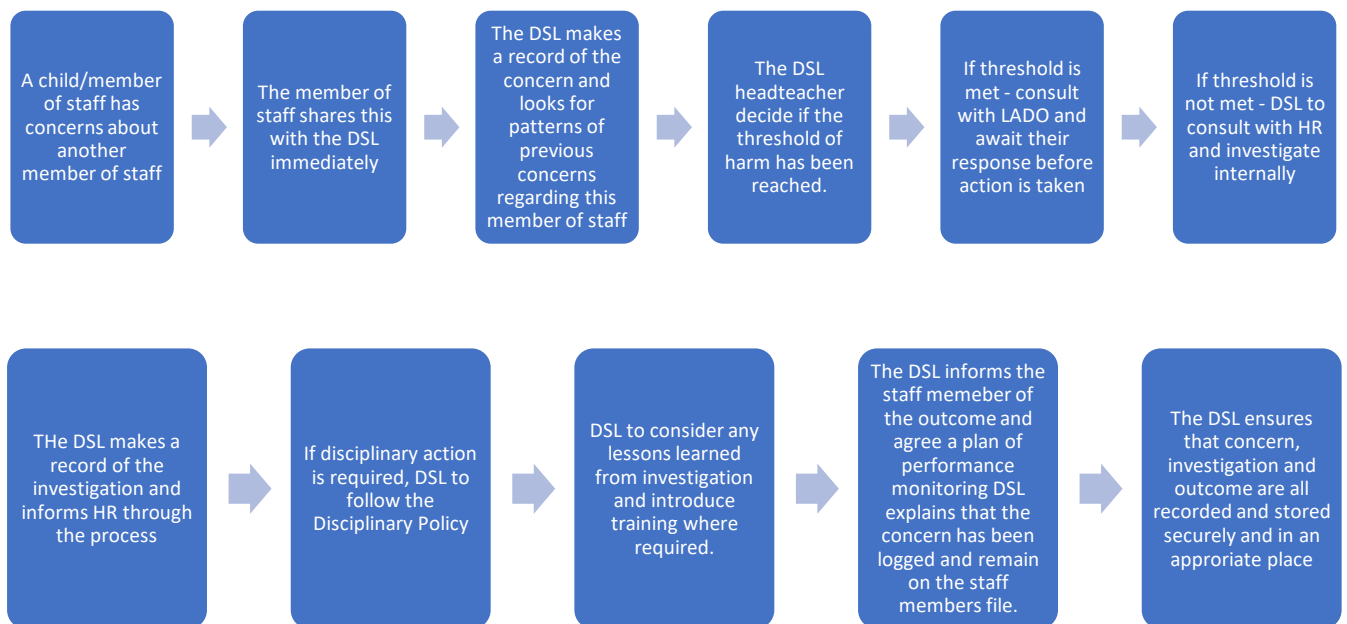 A child/member
of staff has
concerns about
another
member of staff
The member of
staff shares this
with the DSL
immediately
The DSL makes
a record of the
concern and
looks for
patterns of
previous
concerns
regarding this
member of staff
The DSL
headteacher
decide if the
threshold of
harm has been
reached.
If threshold is
met - consult
with LADO and
await their
response before
action is taken
If threshold is
not met - DSL to
consult with HR
and investigate
internally
THe DSL makes a
record of the
investigation and
informs HR through
the process
If disciplinary action
is required, DSL to
follow the
Disciplinary Policy
DSL to consider any
lessons learned
from investigation
and introduce
training where
required.
The DSL informs the
staff memeber of
the outcome and
agree a plan of
performance
monitoring DSL
explains that the
concern has been
logged and remain
on the staff
members file.
The DSL ensures
that concern,
investigation and
outcome are all
recorded and stored
securely and in an
approriate place